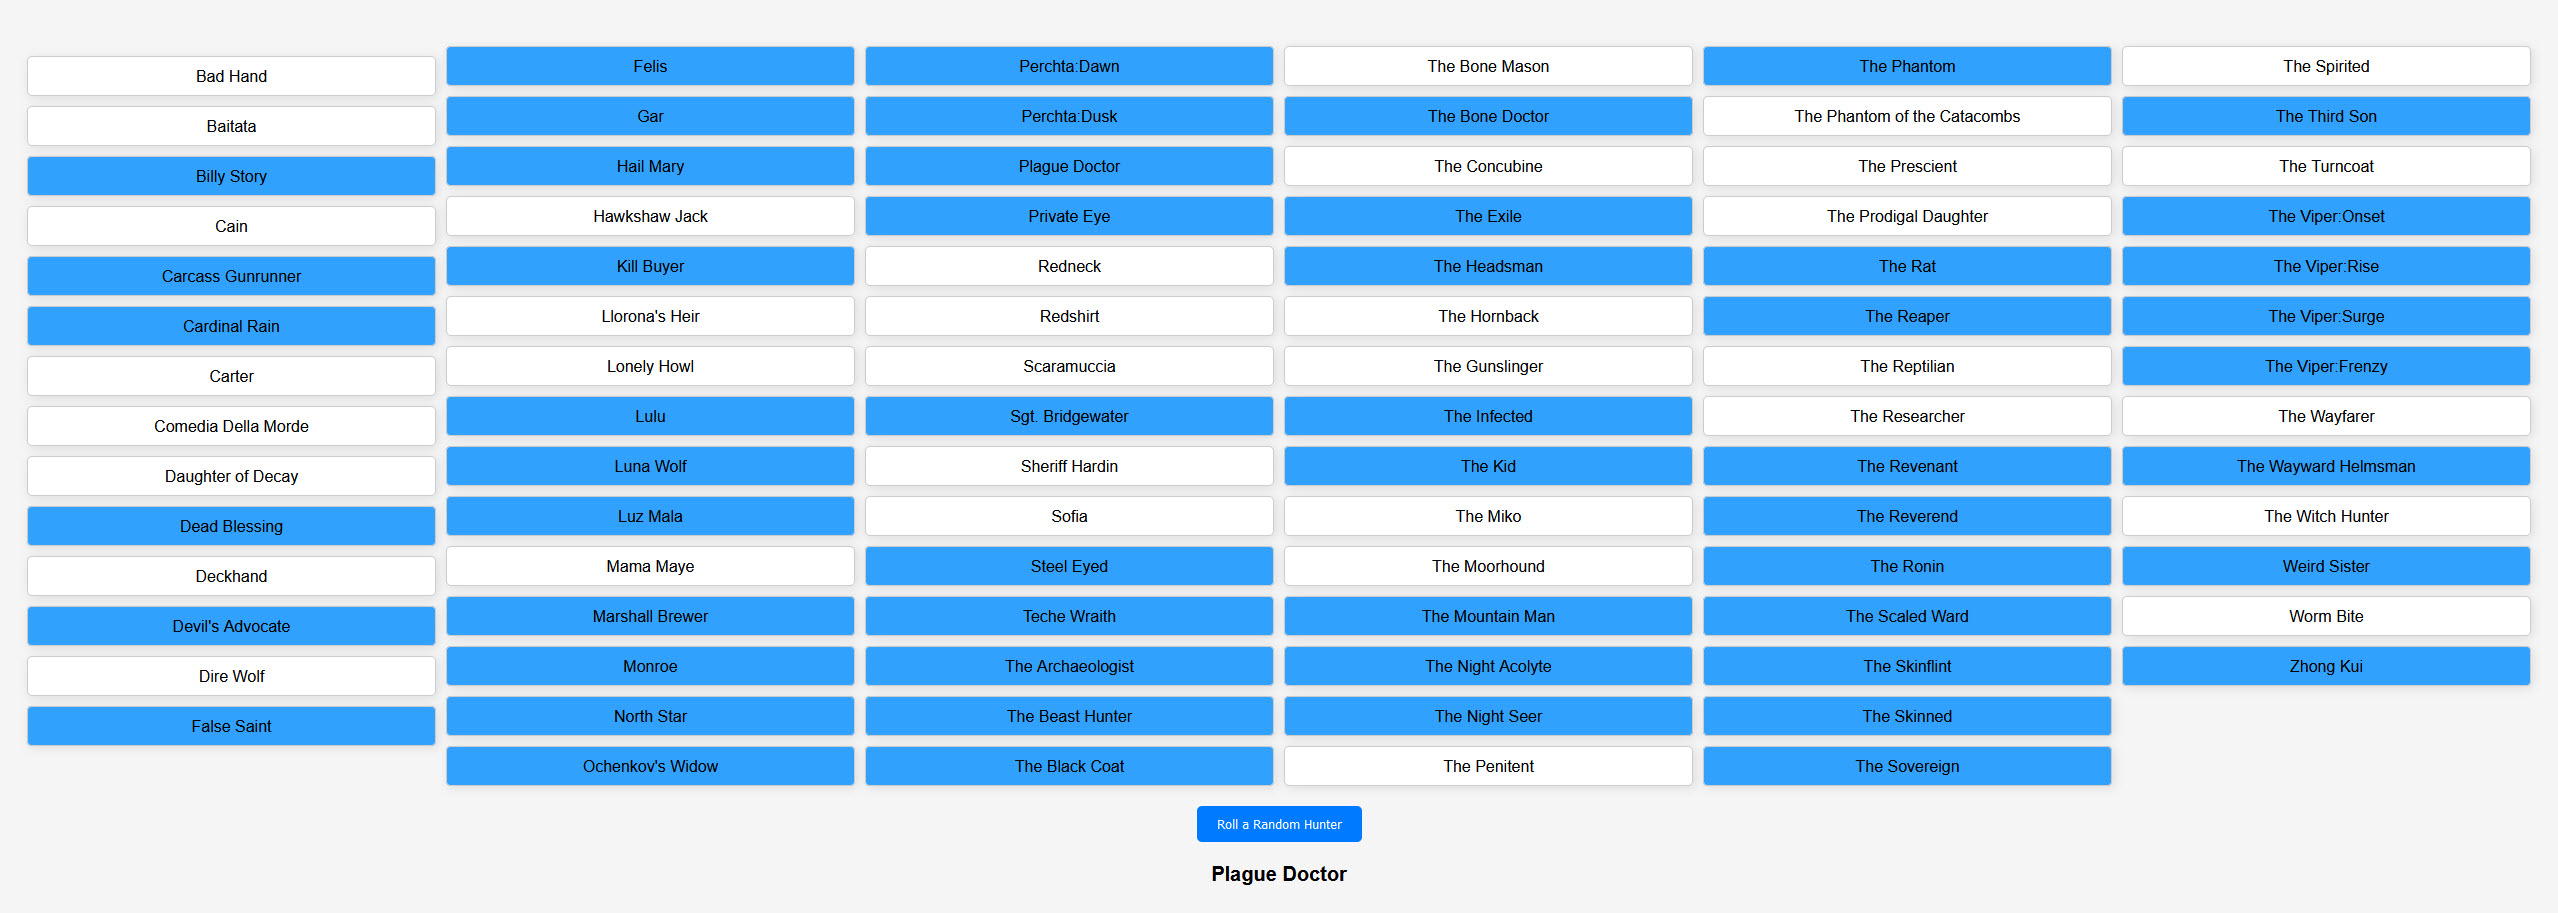 Bad Hand
Baitata
Billy Story
Cain
Carcass Gunrunner
Cardinal Rain
Carter
Comedia Della Morde
Daughter of Decay
Dead Blessing
Deckhand
Devil's Advocate
Dire Wolf
False Saint
Felis
Gar
Hail Mary
Hawkshaw Jack
Kill Buyer
Llorona's Heir
Lonely Howl
Lulu
Luna Wolf
Luz Mala
Mama Maye
Marshall Brewer
Monroe
North Star
Ochenkov's Widow
Perchta:Dawn
Perchta:Dusk
Plague Doctor
Private Eye
Redneck
Redshirt
Scaramuccia
Sgt. Bridgewater
Sheriff Hardin
Sofia
Steel Eyed
Teche Wraith
The Archaeologist
The Beast Hunter
The Black Coat
The Bone Mason
The Bone Doctor
The Concubine
The Exile
The Headsman
The Hornback
The Gunslinger
The Infected
The Kid
The Miko
The Moorhound
The Mountain Man
The Night Acolyte
The Night Seer
The Penitent
The Phantom
The Phantom of the Catacombs
The Prescient
The Prodigal Daughter
The Rat
The Reaper
The Reptilian
The Researcher
The Revenant
The Reverend
The Ronin
The Scaled Ward
The Skinflint
The Skinned
The Sovereign
The Spirited
The Third Son
The Turncoat
The Viper:Onset
The Viper:Rise
The Viper:Surge
The Viper:Frenzy
The Wayfarer
The Wayward Helmsman
The Witch Hunter
Weird Sister
Worm Bite
Zhong Kui
Roll a Random Hunter
Plague Doctor